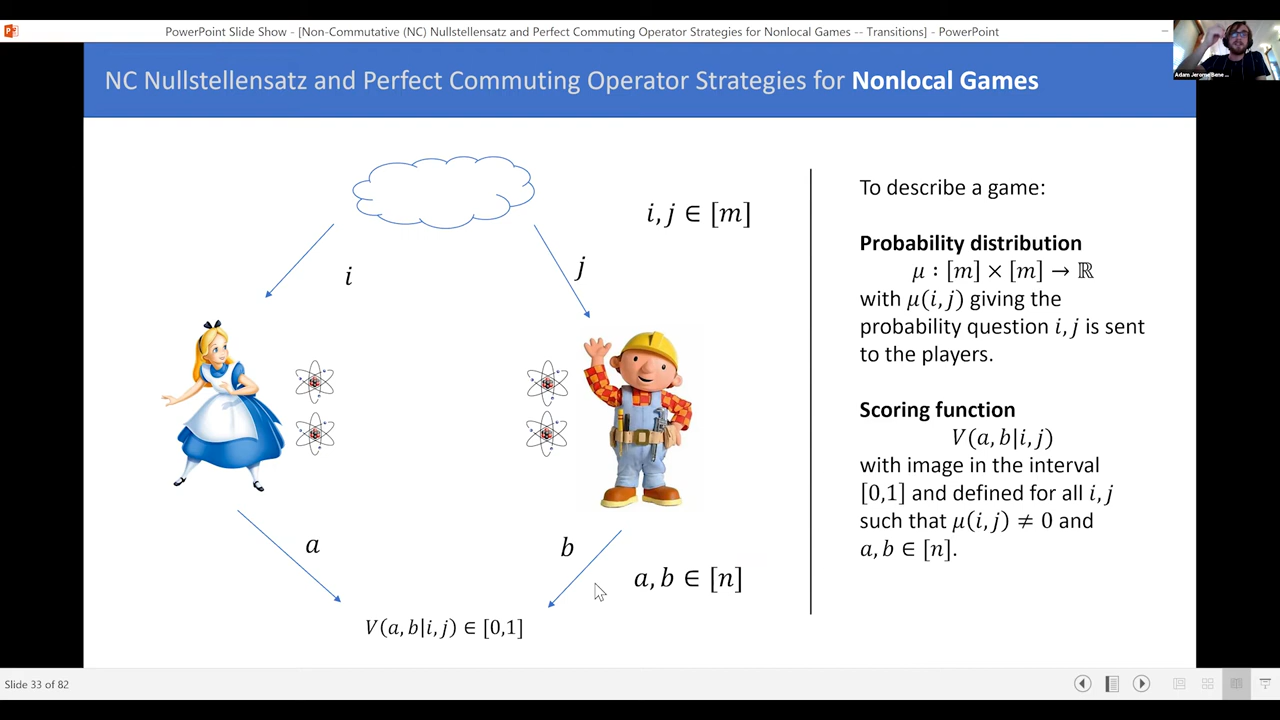 PowerPoint Slide Show - [Non-Commutative (NC) Nullstellensatz and Perfect Commuting Operator Strategies for Nonlocal Games -- Transitions] - PowerPoint
Adam Jerome Bene ...
NC Nullstellensatz and Perfect Commuting Operator Strategies for Nonlocal Games
i, j ∈ [m]
i
j
a
b
a, b ∈ [n]
V(a, b|i, j) ∈ [0,1]
To describe a game:
Probability distribution
μ : [m] × [m] → ℝ
with μ(i, j) giving the
probability question i, j is sent
to the players.
Scoring function
V(a, b|i, j)
with image in the interval
[0,1] and defined for all i, j
such that μ(i, j) ≠ 0 and
a, b ∈ [n].
Slide 33 of 82